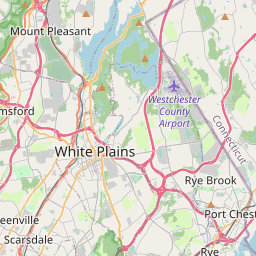 Mount Pleasant
Westchester
County
Airport
msford
Connecticut
White Plains
Rye Brook
eenville
Port Chest
Scarsdale
Rye